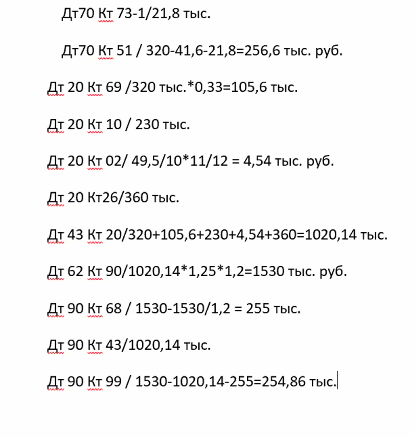 Дт70 Кт 73-1/21,8 тыс.
Дт70 Кт 51 / 320-41,6-21,8=256,6 тыс. руб.
Дт 20 Кт 69 /320 тыс.*0,33=105,6 тыс.
Дт 20 Кт 10 / 230 тыс.
Дт 20 Кт 02/ 49,5/10*11/12 = 4,54 тыс. руб.
Дт 20 Кт26/360 тыс.
Дт 43 Кт 20/320+105,6+230+4,54+360=1020,14 тыс.
Дт 62 Кт 90/1020,14*1,25*1,2=1530 тыс. руб.
Дт 90 Кт 68 / 1530-1530/1,2 = 255 тыс.
Дт 90 Кт 43/1020,14 тыс.
Дт 90 Кт 99 / 1530-1020,14-255=254,86 тыс.